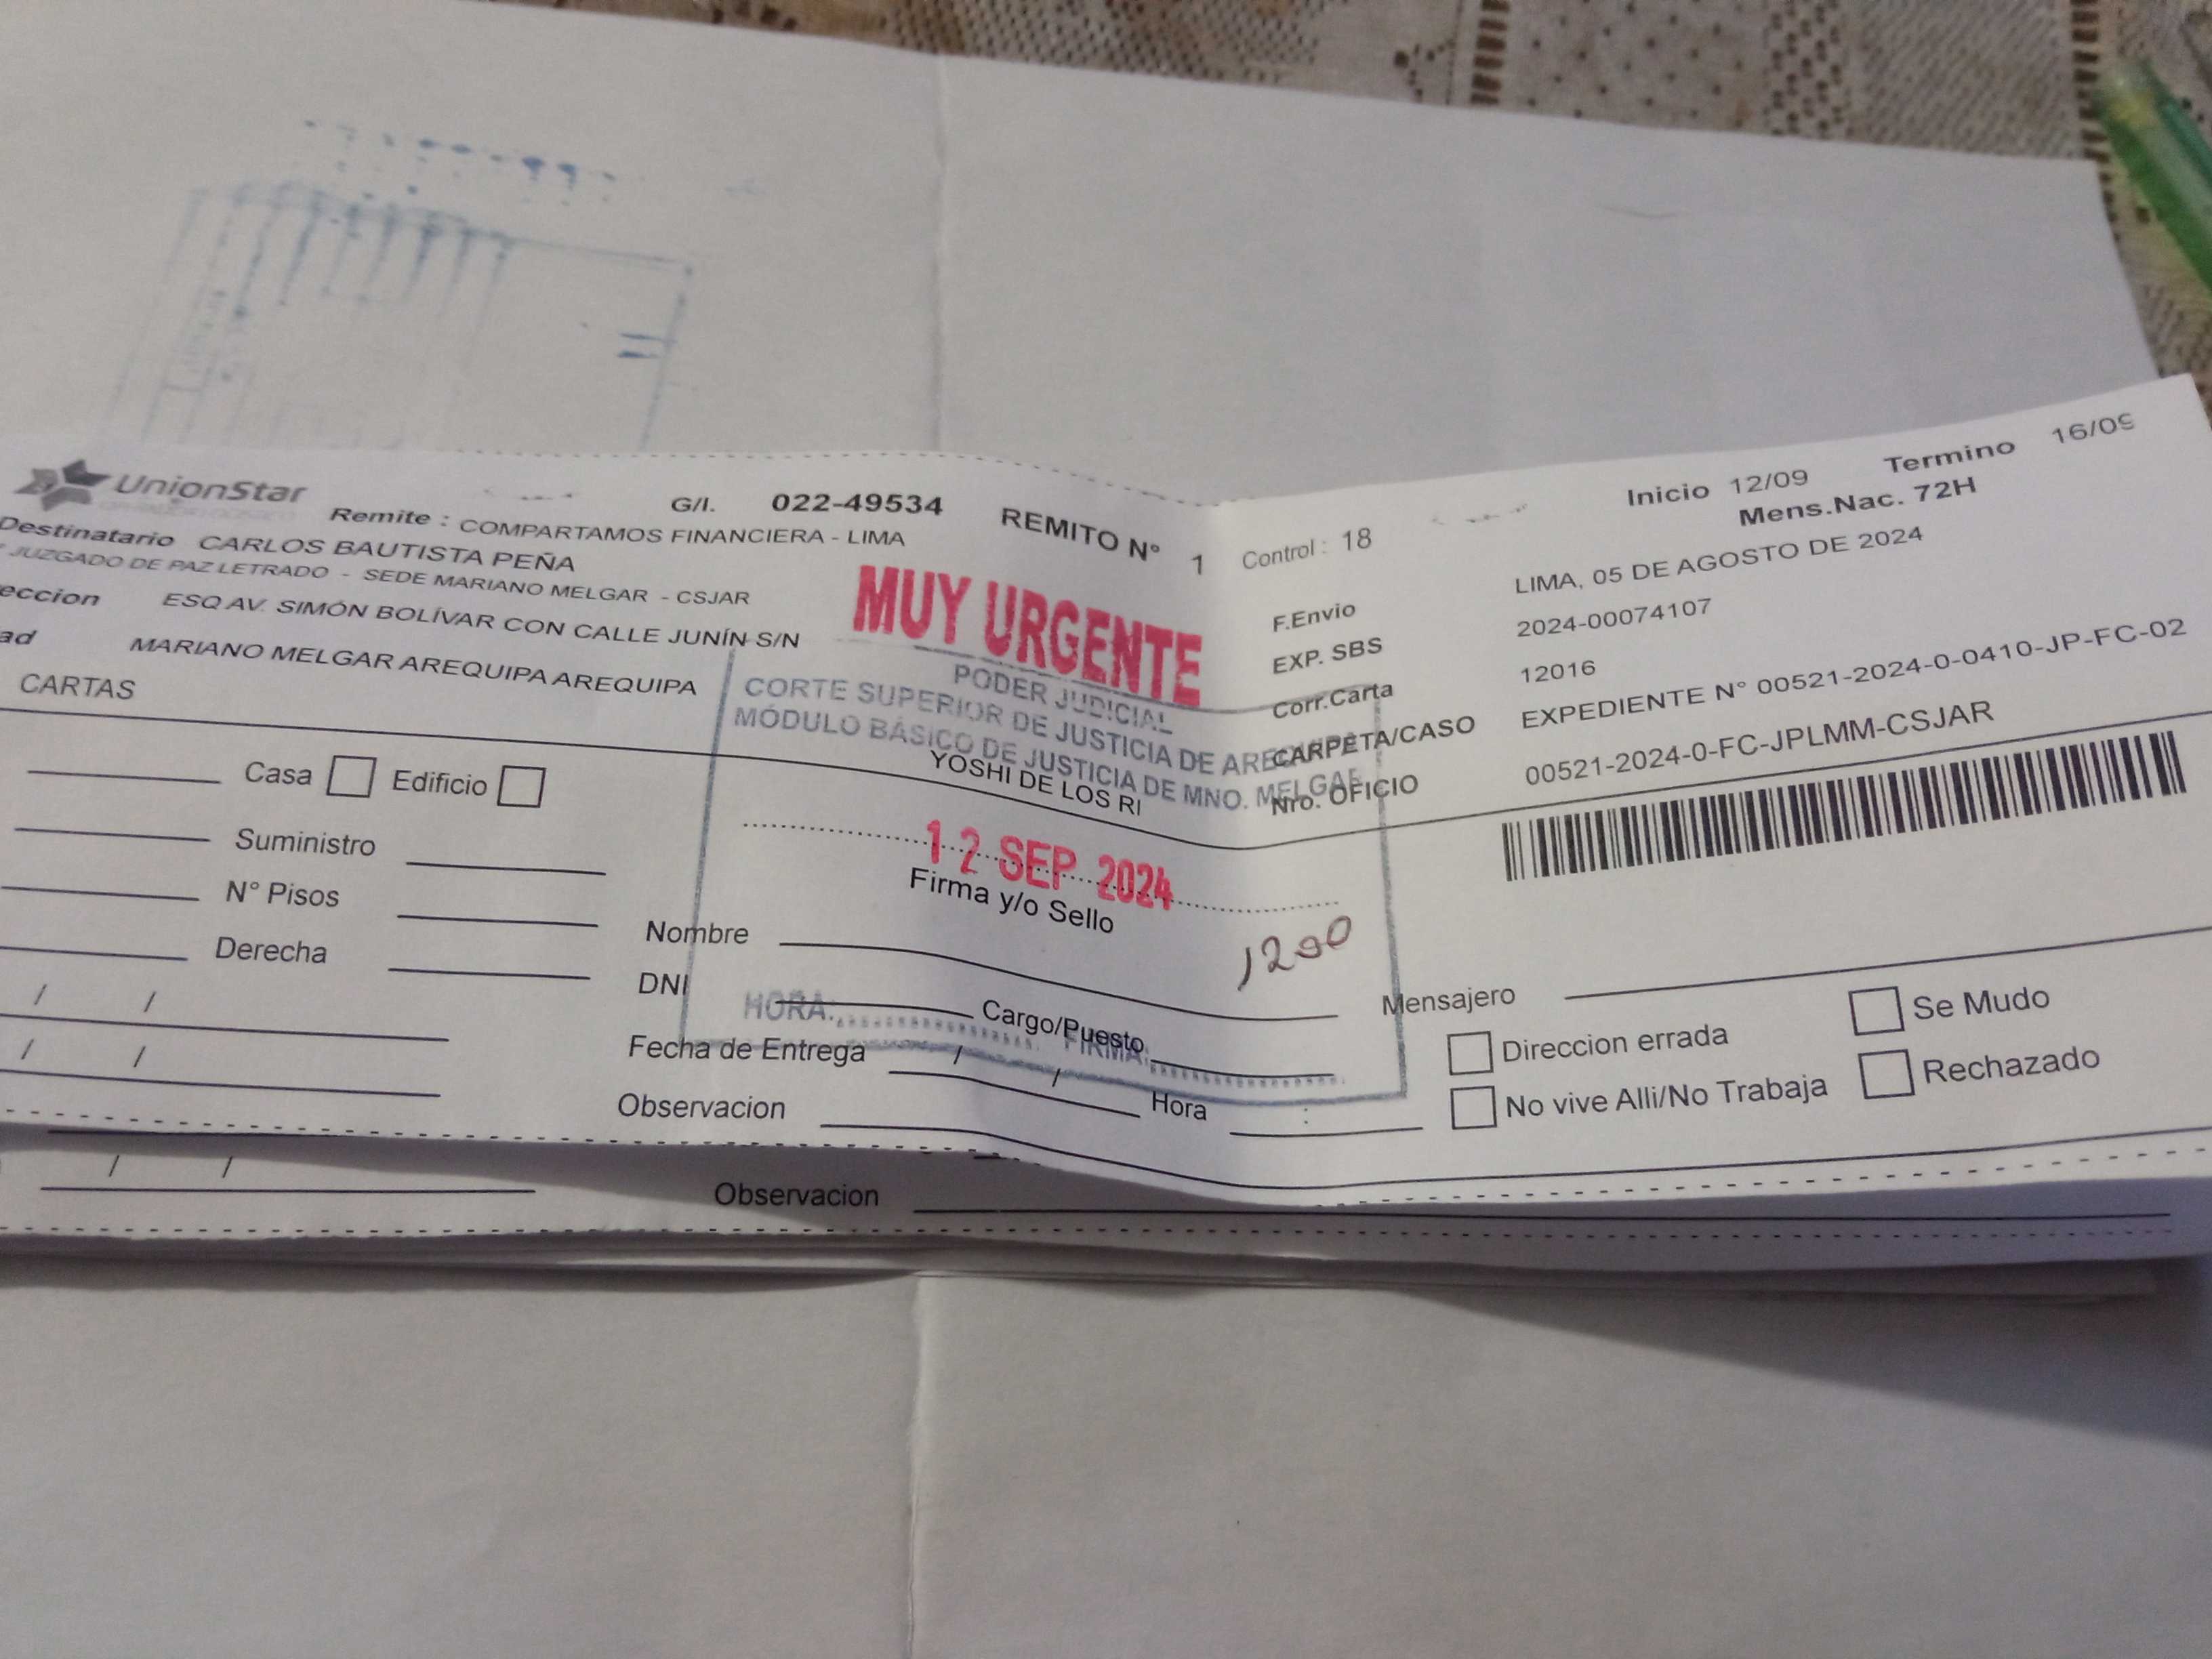 UnionStar
G/I. 022-49534 REMITO N° 1 Control : 18
Inicio 12/09 Termino 16/09
Mens.Nac. 72H
Remite : COMPARTAMOS FINANCIERA - LIMA
Destinatario CARLOS BAUTISTA PEÑA
JUZGADO DE PAZ LETRADO - SEDE MARIANO MELGAR - CSJAR
eccion ESQ AV. SIMÓN BOLÍVAR CON CALLE JUNÍN S/N
ad MARIANO MELGAR AREQUIPA AREQUIPA
CARTAS
MUY URGENTE
F.Envio LIMA, 05 DE AGOSTO DE 2024
EXP. SBS 2024-00074107
Corr.Carta 12016
CARPETA/CASO EXPEDIENTE N° 00521-2024-0-0410-JP-FC-02
Nro. OFICIO 00521-2024-0-FC-JPLMM-CSJAR
PODER JUDICIAL
CORTE SUPERIOR DE JUSTICIA DE AREQUIPA
MÓDULO BÁSICO DE JUSTICIA DE MNO. MELGAR
YOSHI DE LOS RI
12 SEP 2024
Firma y/o Sello
1200
HORA: FIRMA:
Casa Edificio
Suministro
N° Pisos
Derecha
/ /
/ /
Nombre
DNI Cargo/Puesto
Fecha de Entrega / / Hora :
Observacion
Mensajero
Direccion errada Se Mudo
No vive Alli/No Trabaja Rechazado
/ /
Observacion